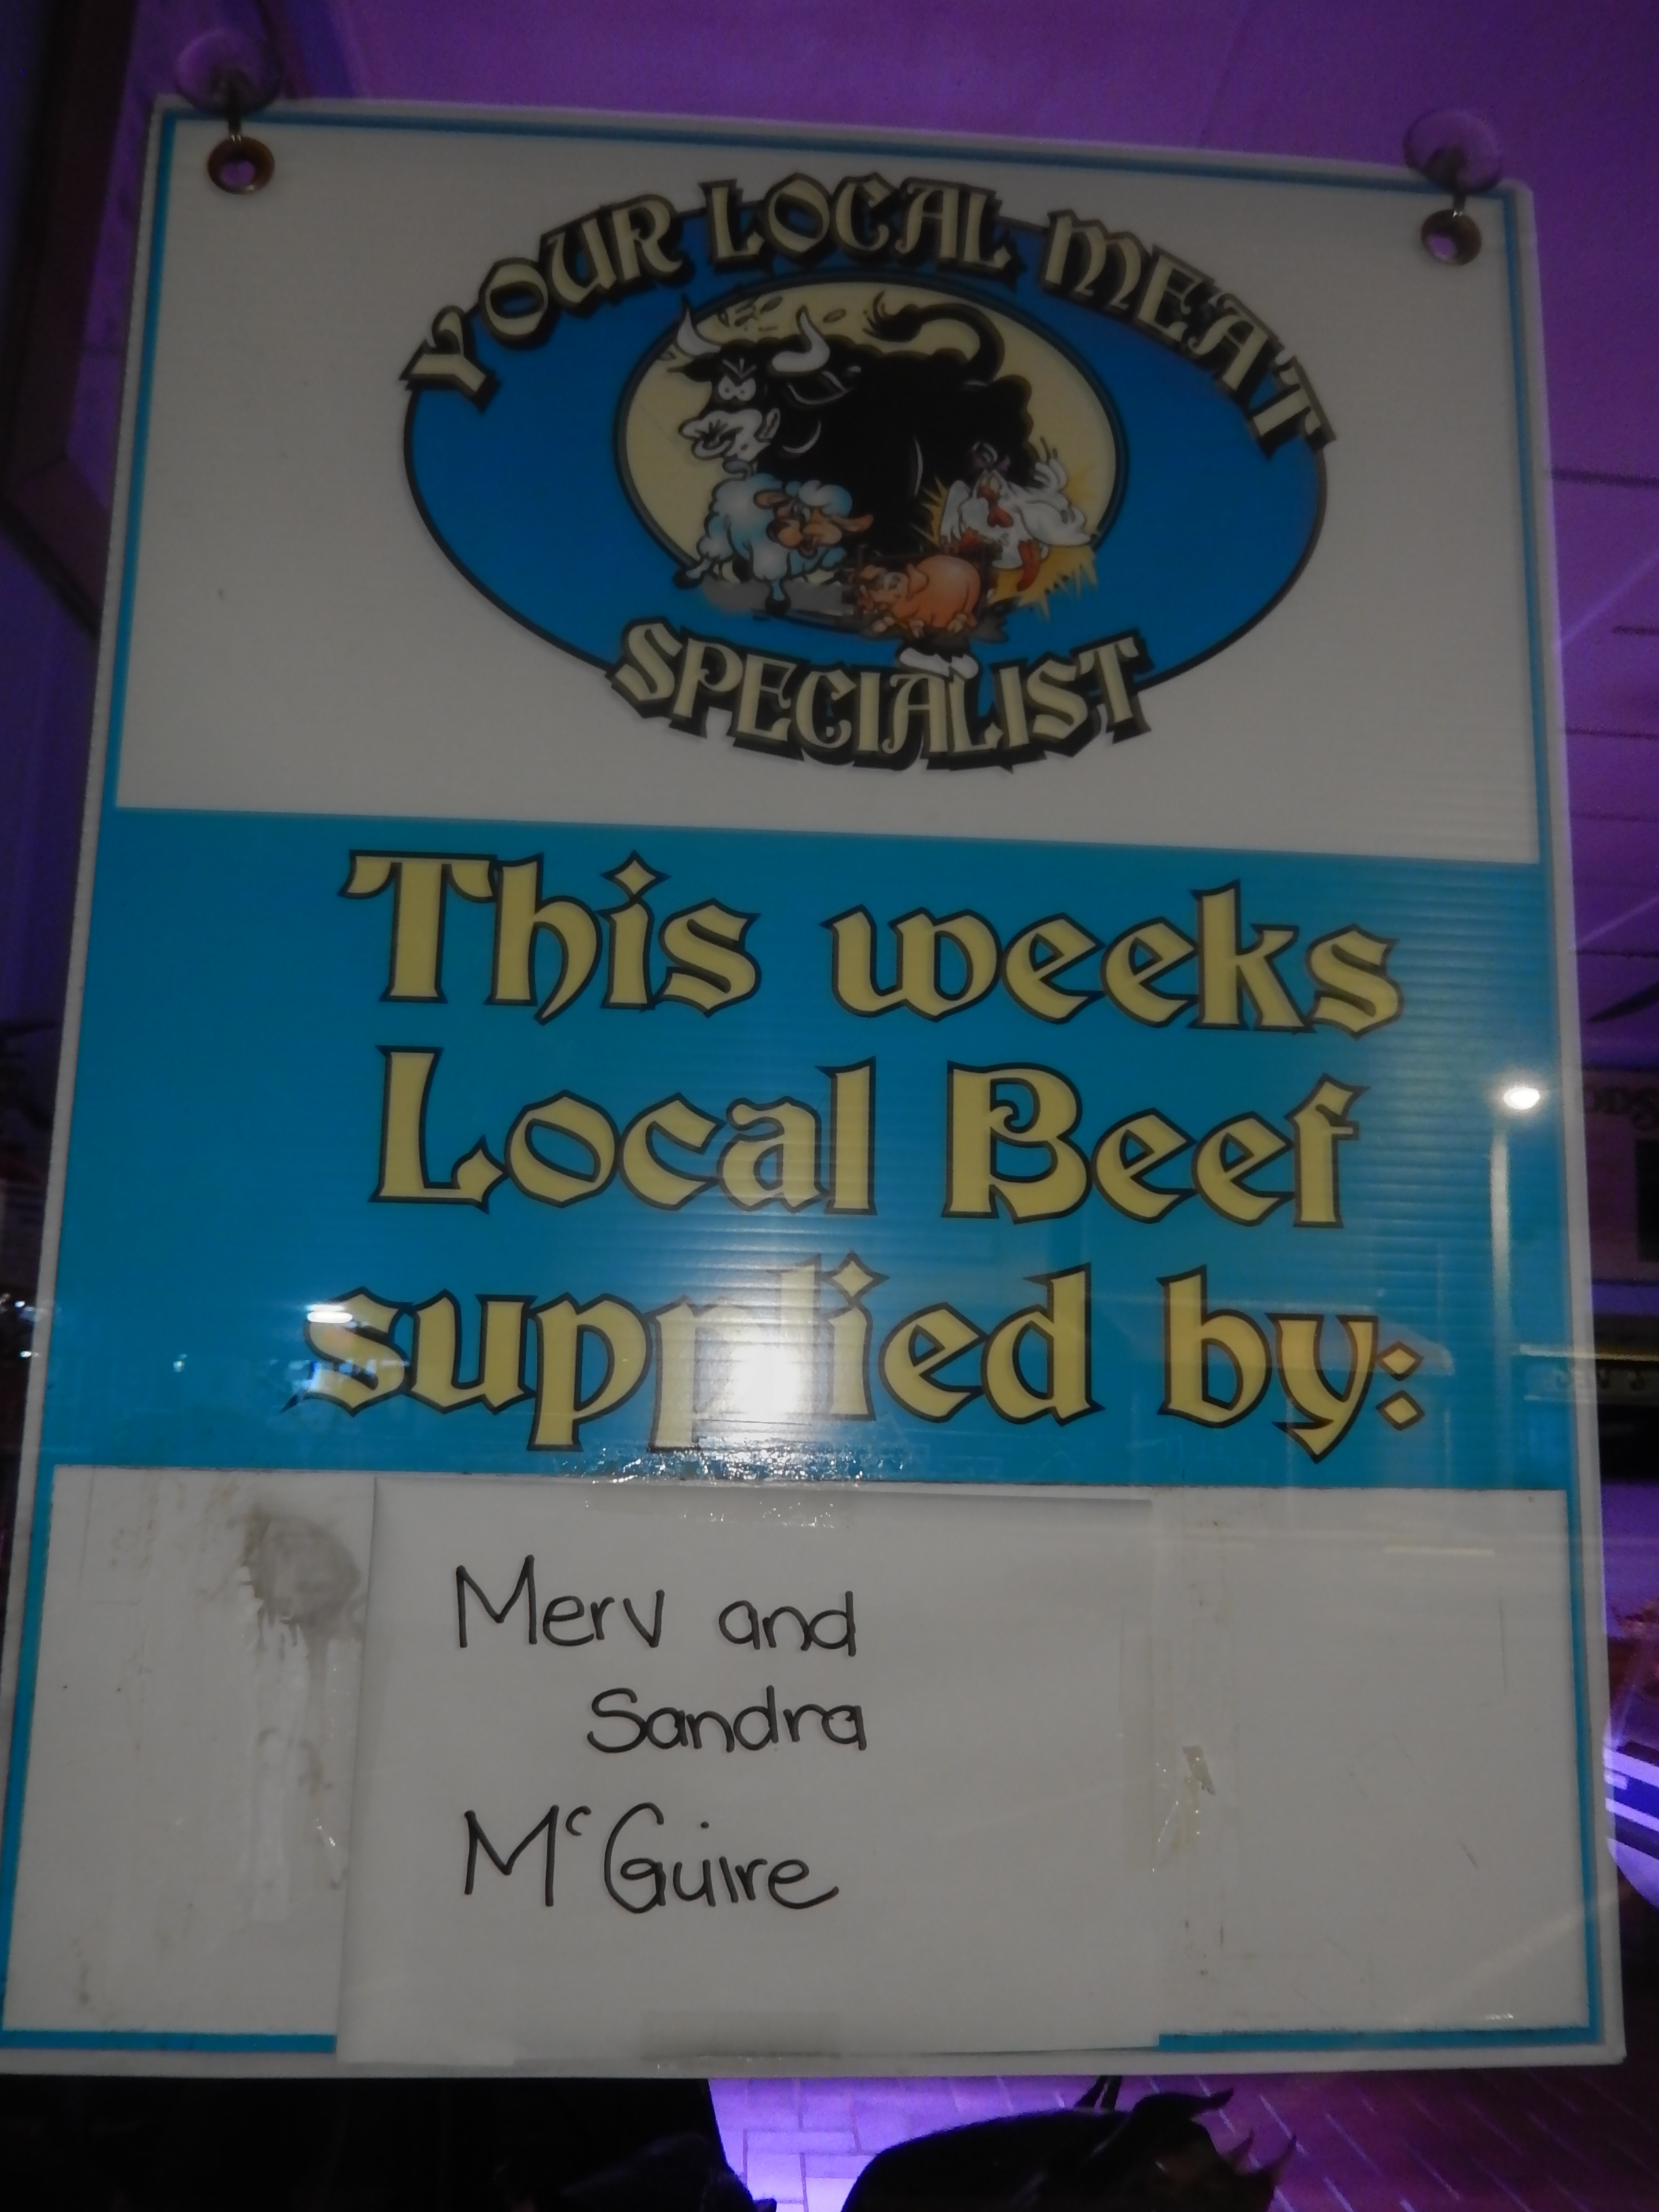 YOUR LOCAL MEAT
SPECIALIST
This weeks
Local Beef
supplied by:
Merv and
Sandra
McGuire